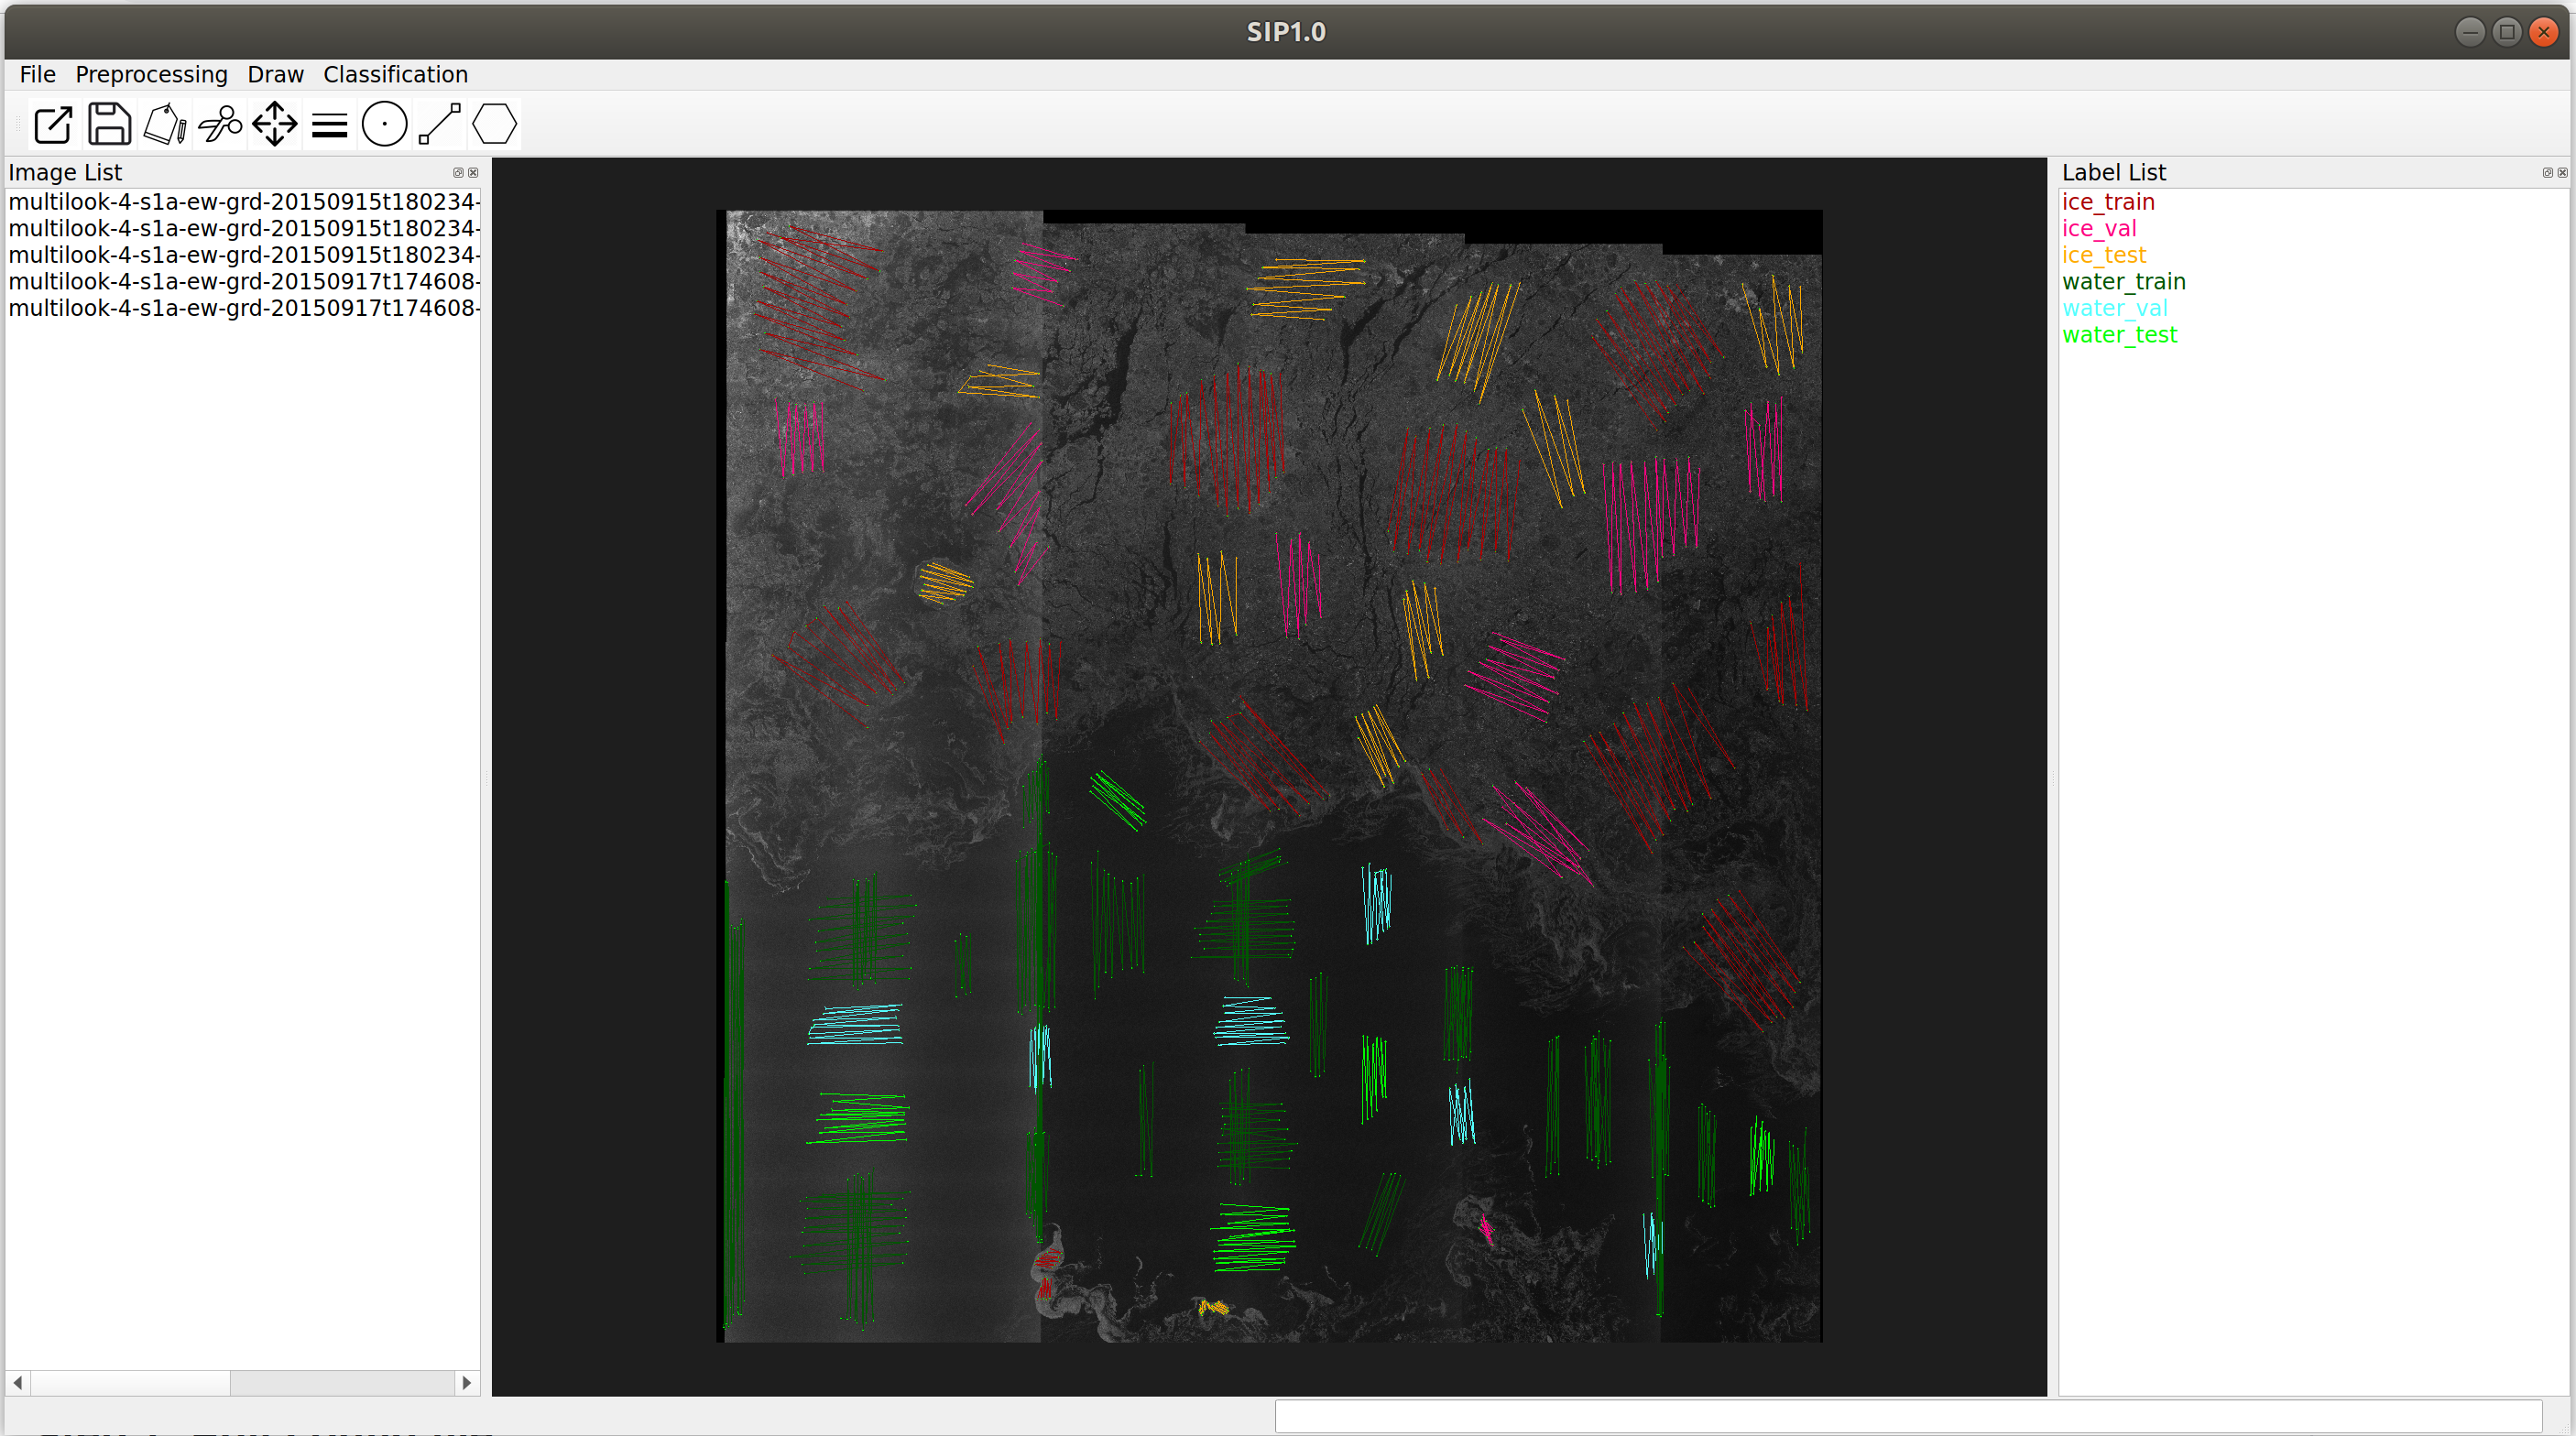 SIP1.0
File Preprocessing Draw Classification
Image List
multilook-4-s1a-ew-grd-20150915t180234-
multilook-4-s1a-ew-grd-20150915t180234-
multilook-4-s1a-ew-grd-20150915t180234-
multilook-4-s1a-ew-grd-20150917t174608-
multilook-4-s1a-ew-grd-20150917t174608-
Label List
ice_train
ice_val
ice_test
water_train
water_val
water_test